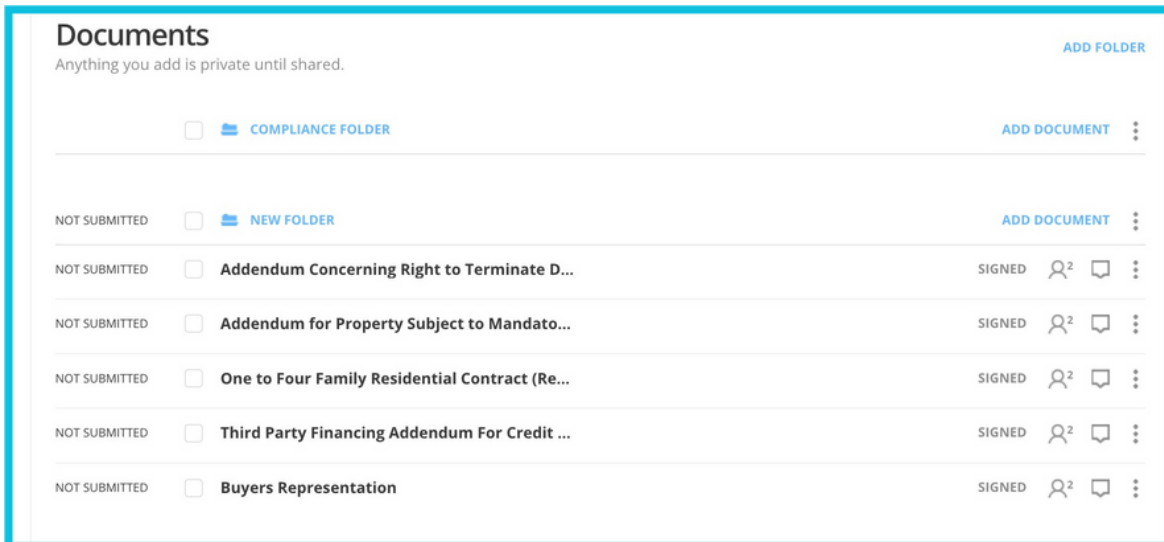 Documents
ADD FOLDER
Anything you add is private until shared.
COMPLIANCE FOLDER ADD DOCUMENT
NOT SUBMITTED NEW FOLDER ADD DOCUMENT
NOT SUBMITTED Addendum Concerning Right to Terminate D... SIGNED 2
NOT SUBMITTED Addendum for Property Subject to Mandato... SIGNED 2
NOT SUBMITTED One to Four Family Residential Contract (Re... SIGNED 2
NOT SUBMITTED Third Party Financing Addendum For Credit ... SIGNED 2
NOT SUBMITTED Buyers Representation SIGNED 2